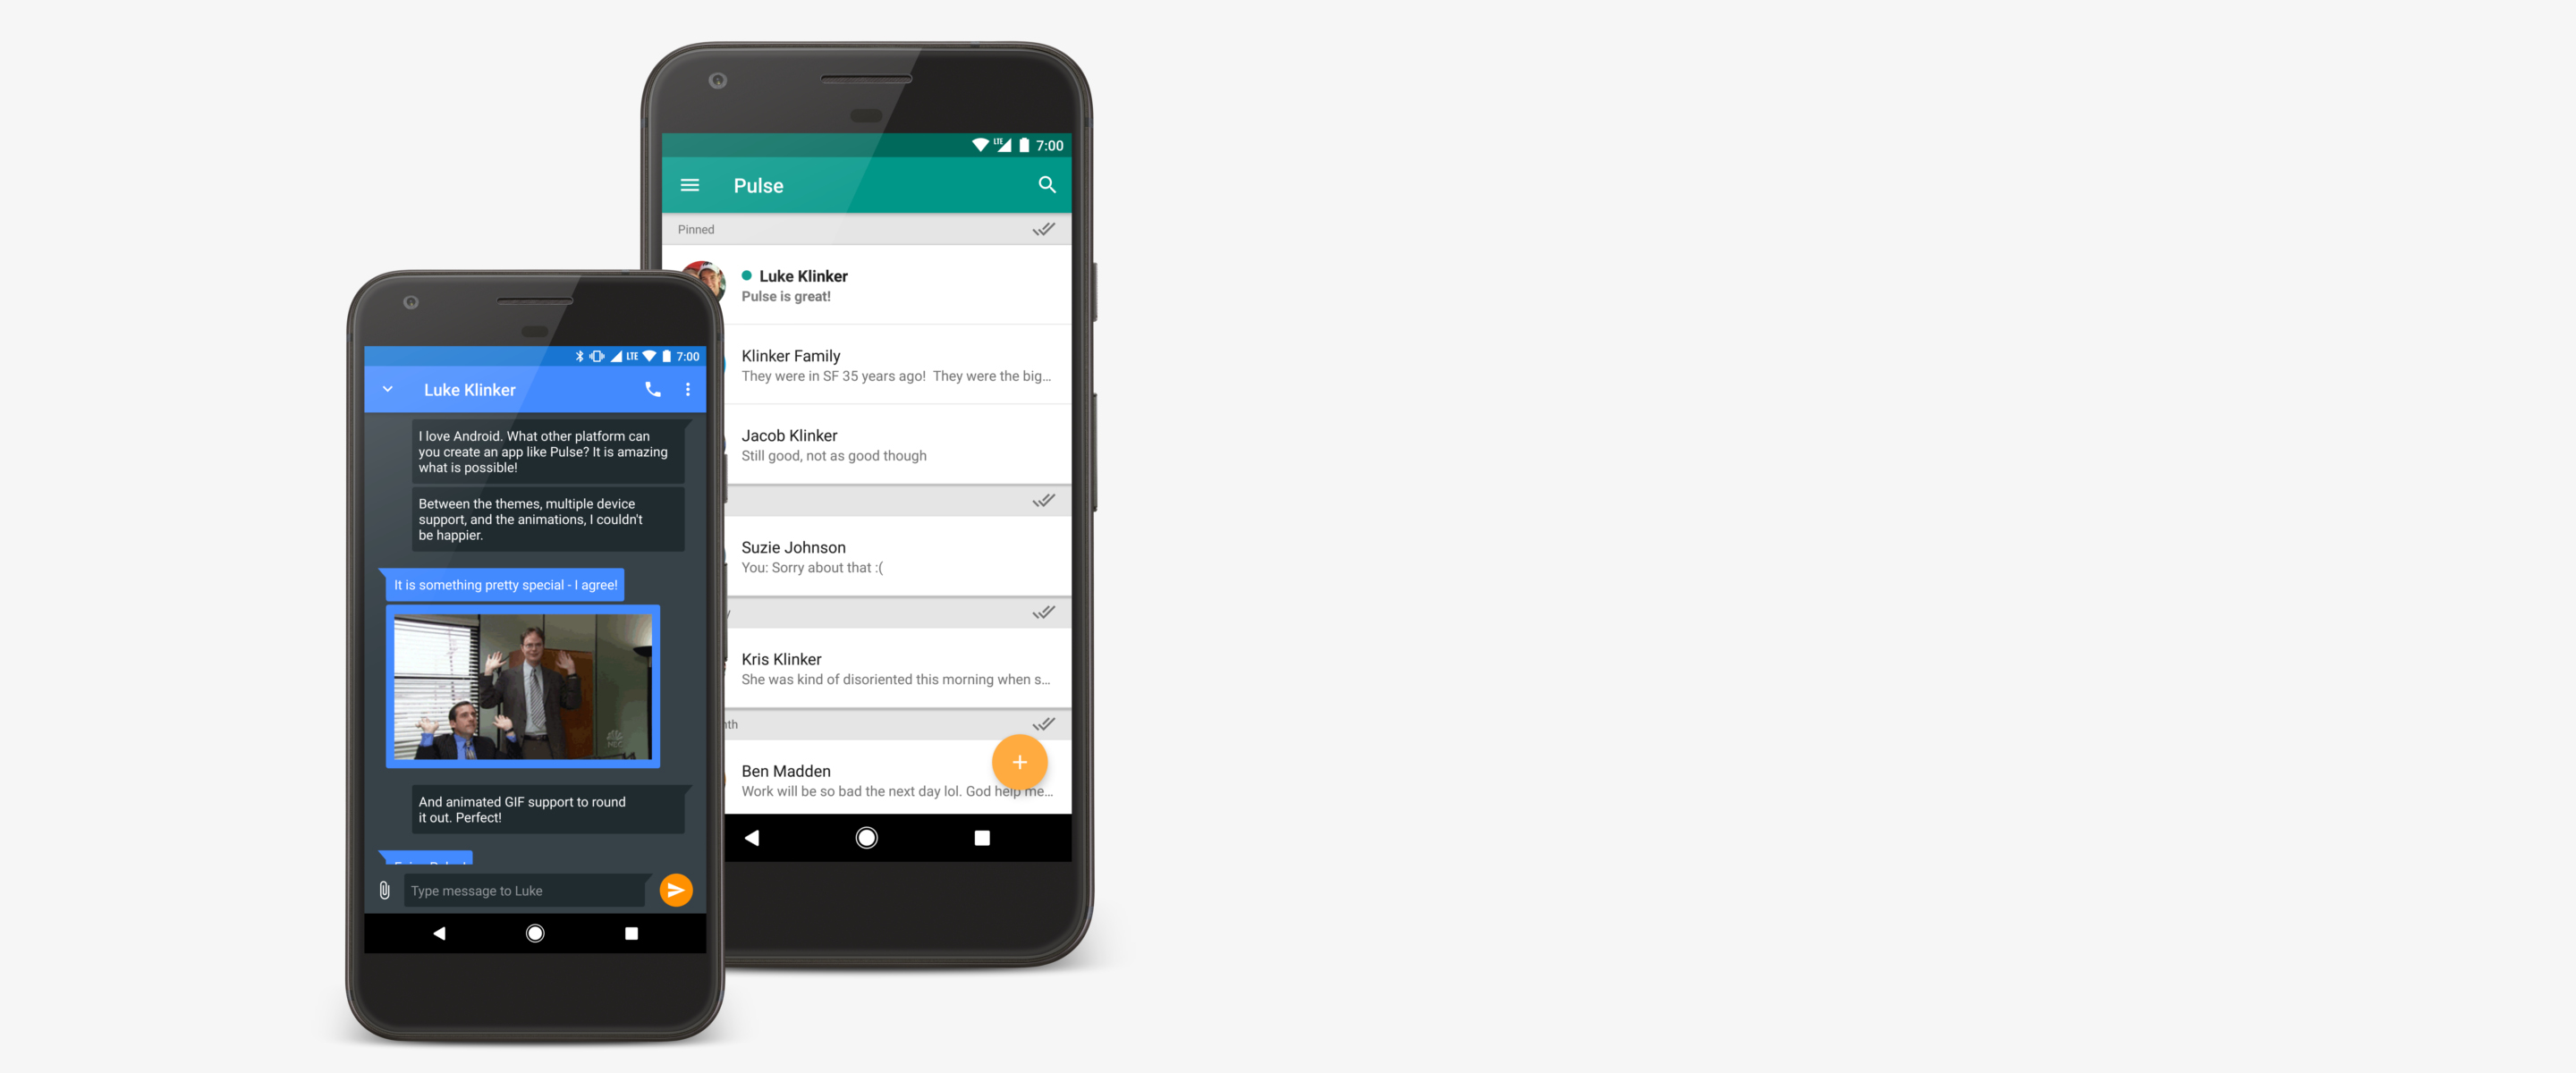 7:00
Pulse
Pinned
Luke Klinker
Pulse is great!
Klinker Family
They were in SF 35 years ago!  They were the big...
Jacob Klinker
Still good, not as good though
Suzie Johnson
You: Sorry about that :(
Kris Klinker
She was kind of disoriented this morning when s...
Ben Madden
Work will be so bad the next day lol. God help me...
LTE 7:00
Luke Klinker
I love Android. What other platform can
you create an app like Pulse? It is amazing
what is possible!
Between the themes, multiple device
support, and the animations, I couldn't
be happier.
It is something pretty special - I agree!
NBC
And animated GIF support to round
it out. Perfect!
Type message to Luke